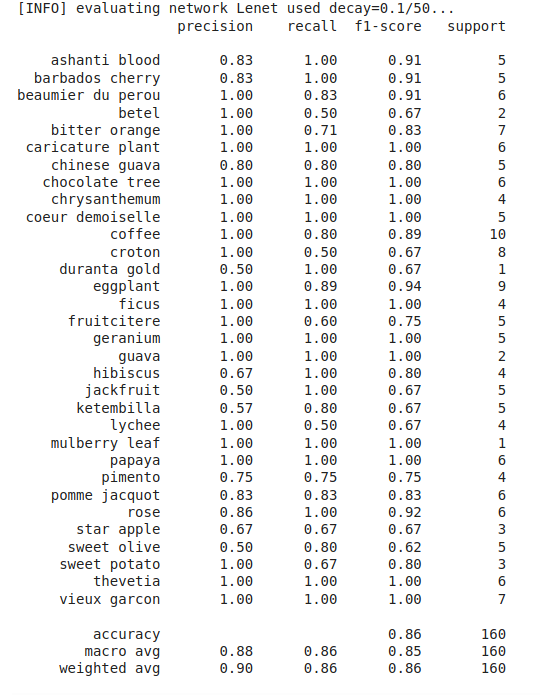 [INFO] evaluating network Lenet used decay=0.1/50...
precision recall f1-score support
ashanti blood 0.83 1.00 0.91 5
barbados cherry 0.83 1.00 0.91 5
beaumier du perou 1.00 0.83 0.91 6
betel 1.00 0.50 0.67 2
bitter orange 1.00 0.71 0.83 7
caricature plant 1.00 1.00 1.00 6
chinese guava 0.80 0.80 0.80 5
chocolate tree 1.00 1.00 1.00 6
chrysanthemum 1.00 1.00 1.00 4
coeur demoiselle 1.00 1.00 1.00 5
coffee 1.00 0.80 0.89 10
croton 1.00 0.50 0.67 8
duranta gold 0.50 1.00 0.67 1
eggplant 1.00 0.89 0.94 9
ficus 1.00 1.00 1.00 4
fruitcitere 1.00 0.60 0.75 5
geranium 1.00 1.00 1.00 5
guava 1.00 1.00 1.00 2
hibiscus 0.67 1.00 0.80 4
jackfruit 0.50 1.00 0.67 5
ketembilla 0.57 0.80 0.67 5
lychee 1.00 0.50 0.67 4
mulberry leaf 1.00 1.00 1.00 1
papaya 1.00 1.00 1.00 6
pimento 0.75 0.75 0.75 4
pomme jacquot 0.83 0.83 0.83 6
rose 0.86 1.00 0.92 6
star apple 0.67 0.67 0.67 3
sweet olive 0.50 0.80 0.62 5
sweet potato 1.00 0.67 0.80 3
thevetia 1.00 1.00 1.00 6
vieux garcon 1.00 1.00 1.00 7
accuracy 0.86 160
macro avg 0.88 0.86 0.85 160
weighted avg 0.90 0.86 0.86 160